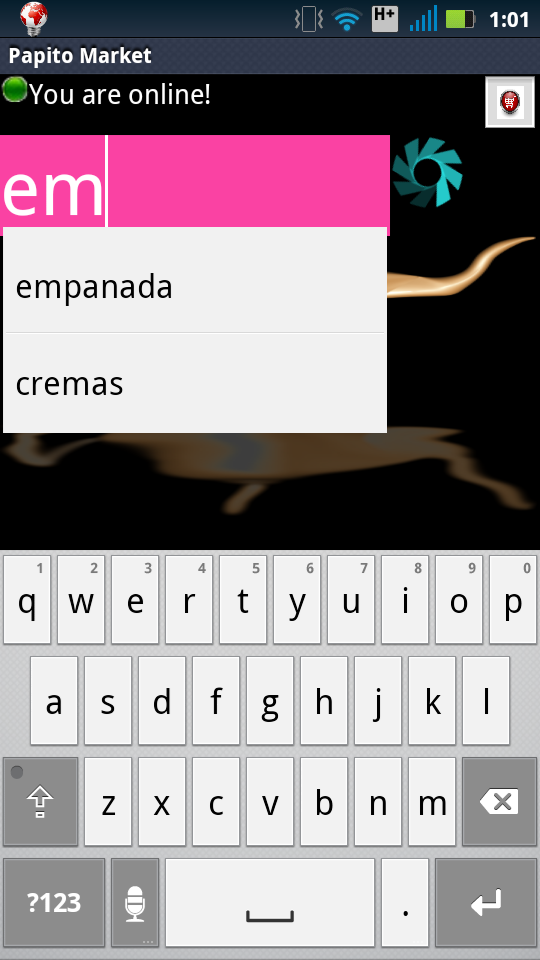 H+ 1:01
Papito Market
You are online!
em
empanada
cremas
1 2 3 4 5 6 7 8 9 0
q w e r t y u i o p
a s d f g h j k l
z x c v b n m
?123 ... .